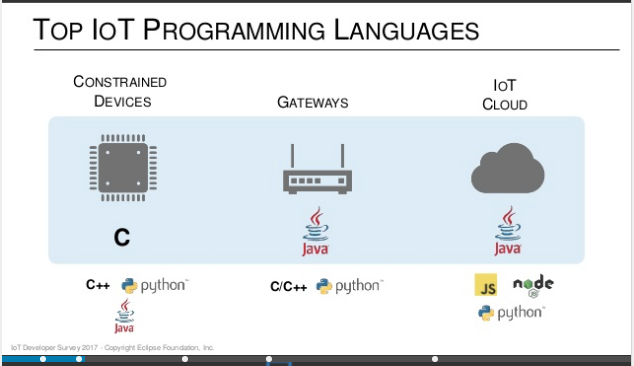 TOP IOT PROGRAMMING LANGUAGES
CONSTRAINED
DEVICES
GATEWAYS
IOT
CLOUD
C
Java
Java
C++ python™
Java
C/C++ python™
JS node
JS
python™
IoT Developer Survey 2017 - Copyright Eclipse Foundation, Inc.